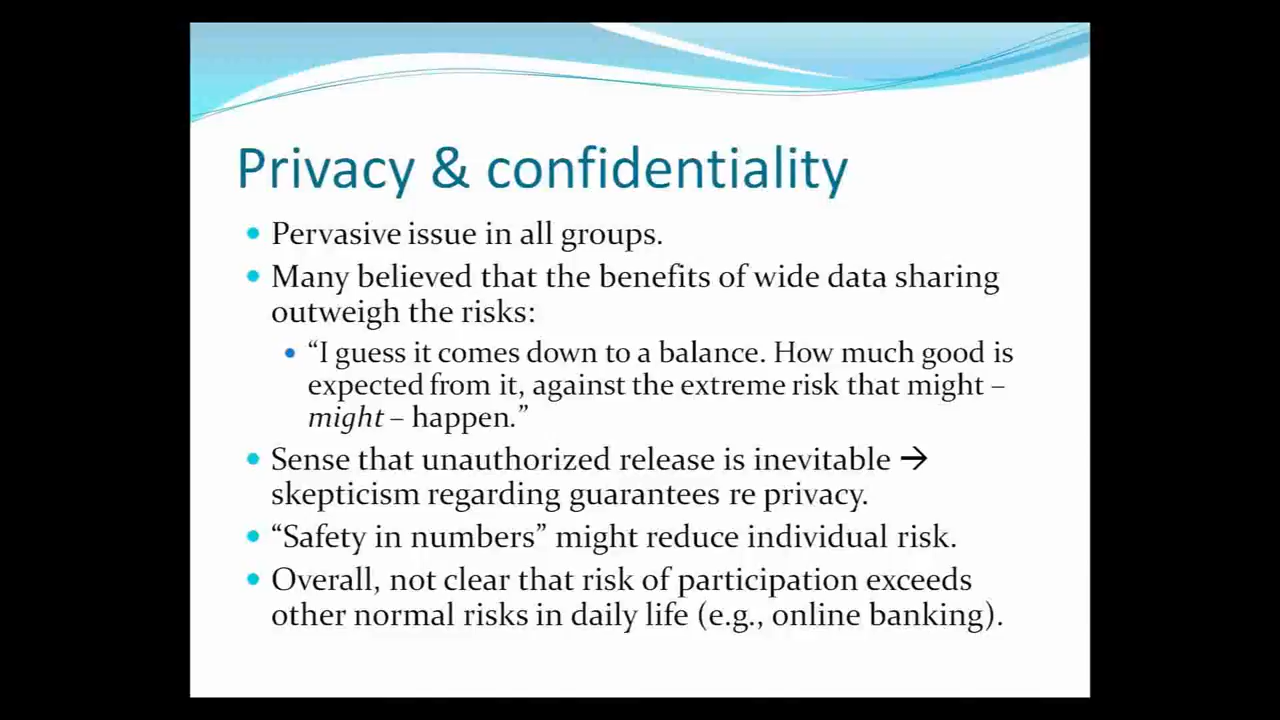 Privacy & confidentiality
Pervasive issue in all groups.
Many believed that the benefits of wide data sharing
outweigh the risks:
“I guess it comes down to a balance. How much good is
expected from it, against the extreme risk that might –
might – happen.”
Sense that unauthorized release is inevitable →
skepticism regarding guarantees re privacy.
“Safety in numbers” might reduce individual risk.
Overall, not clear that risk of participation exceeds
other normal risks in daily life (e.g., online banking).